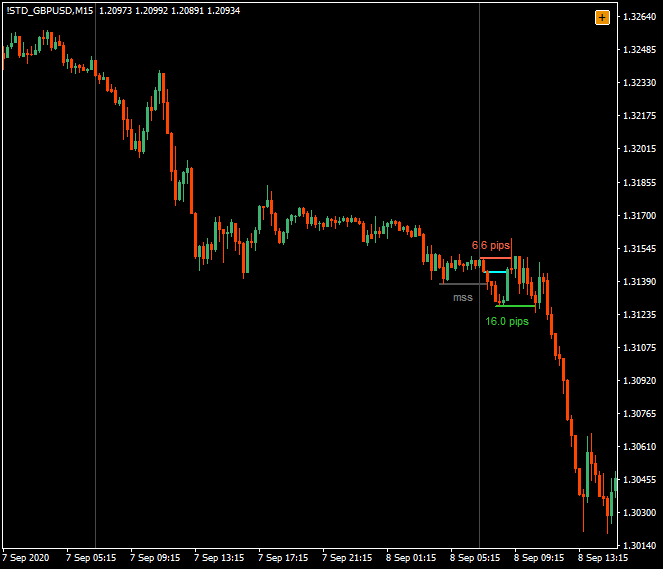 !STD_GBPUSD,M15 1.20973 1.20992 1.20891 1.20934
+
1.32640
1.32485
1.32330
1.32175
1.32015
1.31855
1.31700
1.31545
1.31390
1.31235
1.31075
1.30920
1.30765
1.30610
1.30455
1.30300
1.30140
6.6 pips
mss
16.0 pips
7 Sep 2020
7 Sep 05:15
7 Sep 09:15
7 Sep 13:15
7 Sep 17:15
7 Sep 21:15
8 Sep 01:15
8 Sep 05:15
8 Sep 09:15
8 Sep 13:15